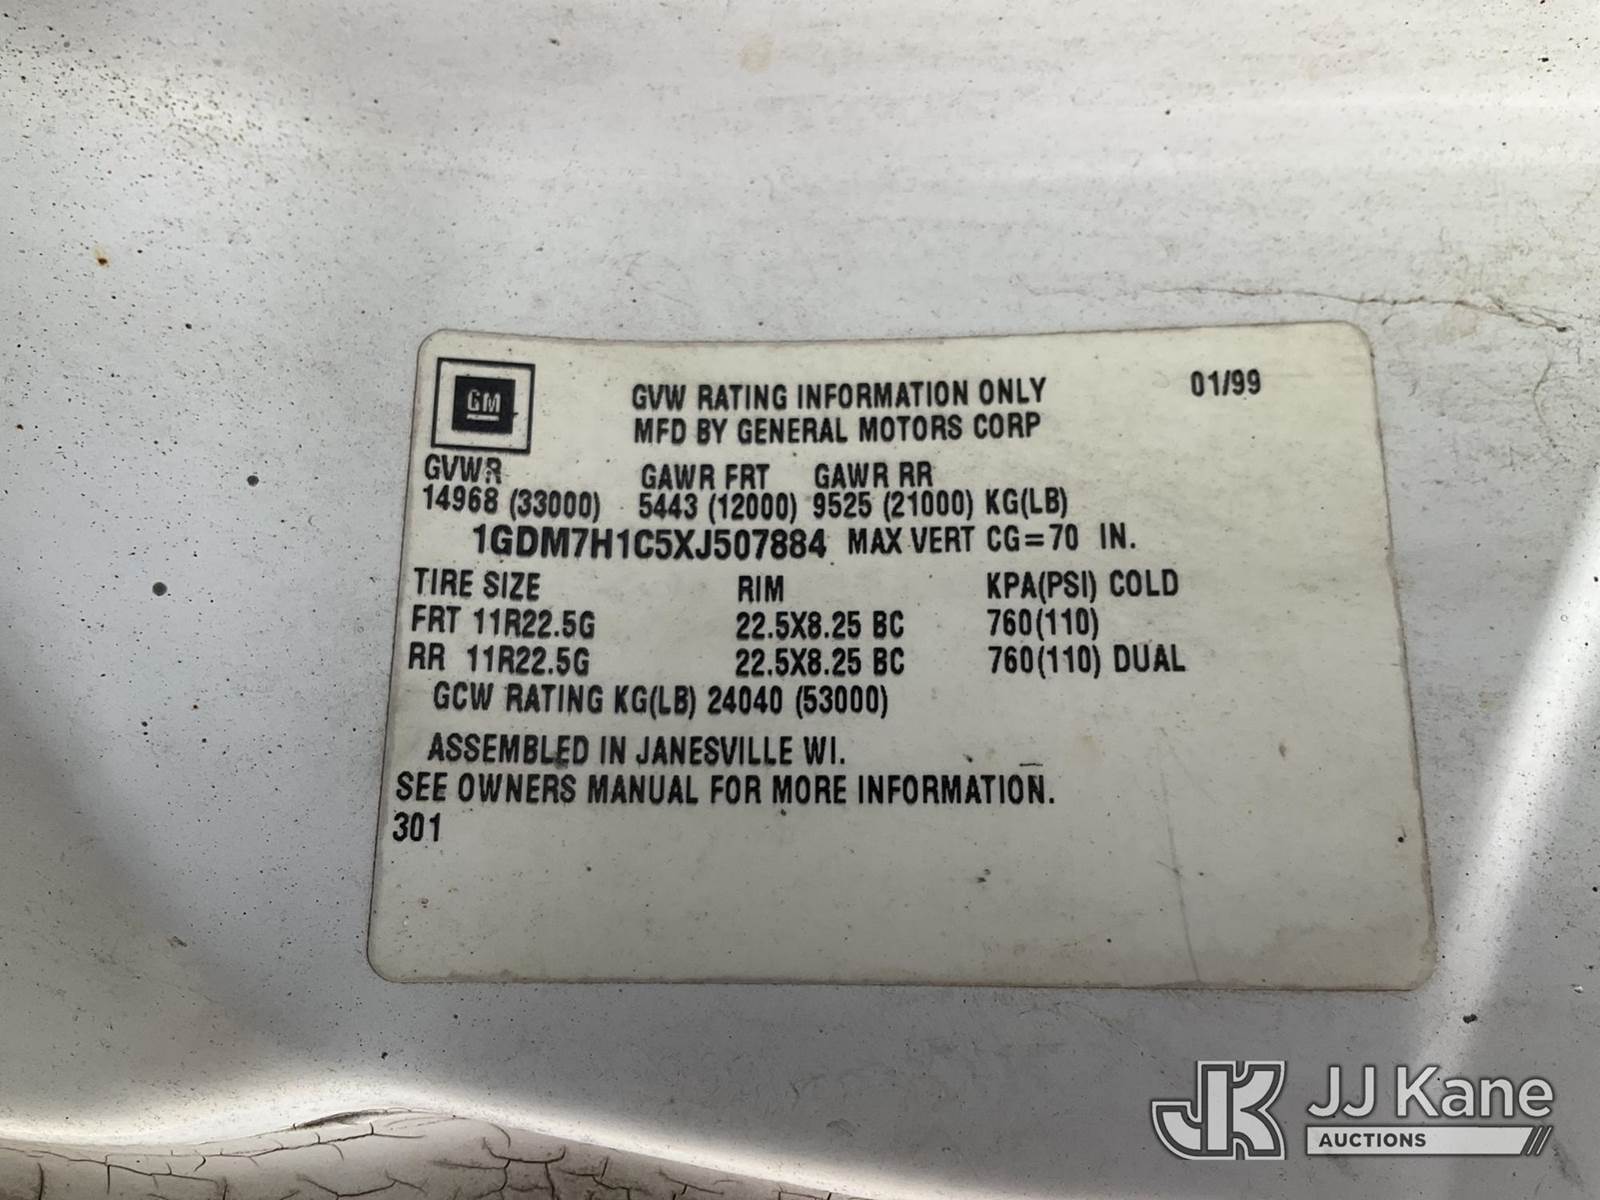 GM
GVW RATING INFORMATION ONLY 01/99
MFD BY GENERAL MOTORS CORP
GVWR GAWR FRT GAWR RR
14968 (33000) 5443 (12000) 9525 (21000) KG(LB)
1GDM7H1C5XJ507884 MAX VERT CG=70 IN.
TIRE SIZE RIM KPA(PSI) COLD
FRT 11R22.5G 22.5X8.25 BC 760(110)
RR 11R22.5G 22.5X8.25 BC 760(110) DUAL
GCW RATING KG(LB) 24040 (53000)
ASSEMBLED IN JANESVILLE WI.
SEE OWNERS MANUAL FOR MORE INFORMATION.
301
JK JJ Kane
AUCTIONS